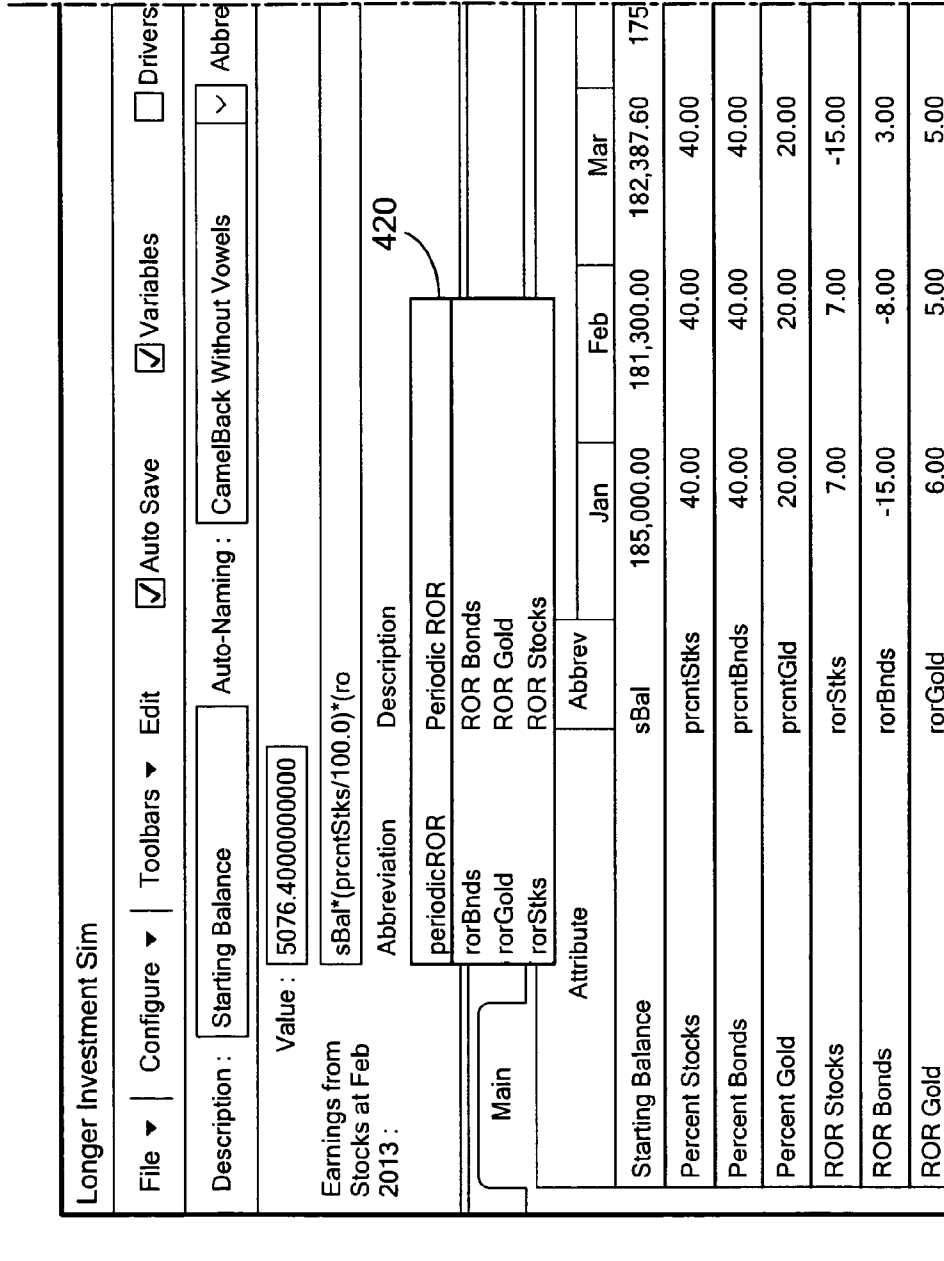 Longer Investment Sim
File ▼ | Configure ▼ | Toolbars ▼ Edit Auto Save Variables Drivers
Description : Starting Balance Auto-Naming : CamelBack Without Vowels Abbre
Value : 5076.40000000000
Earnings from
Stocks at Feb
2013 :
sBal*(prcntStks/100.0)*(ro
Abbreviation Description
420
periodicROR Periodic ROR
rorBnds ROR Bonds
rorGold ROR Gold
rorStks ROR Stocks
Main
Attribute Abbrev Jan Feb Mar
Starting Balance sBal 185,000.00 181,300.00 182,387.60 175
Percent Stocks prcntStks 40.00 40.00 40.00
Percent Bonds prcntBnds 40.00 40.00 40.00
Percent Gold prcntGld 20.00 20.00 20.00
ROR Stocks rorStks 7.00 7.00 -15.00
ROR Bonds rorBnds -15.00 -8.00 3.00
ROR Gold rorGold 6.00 5.00 5.00